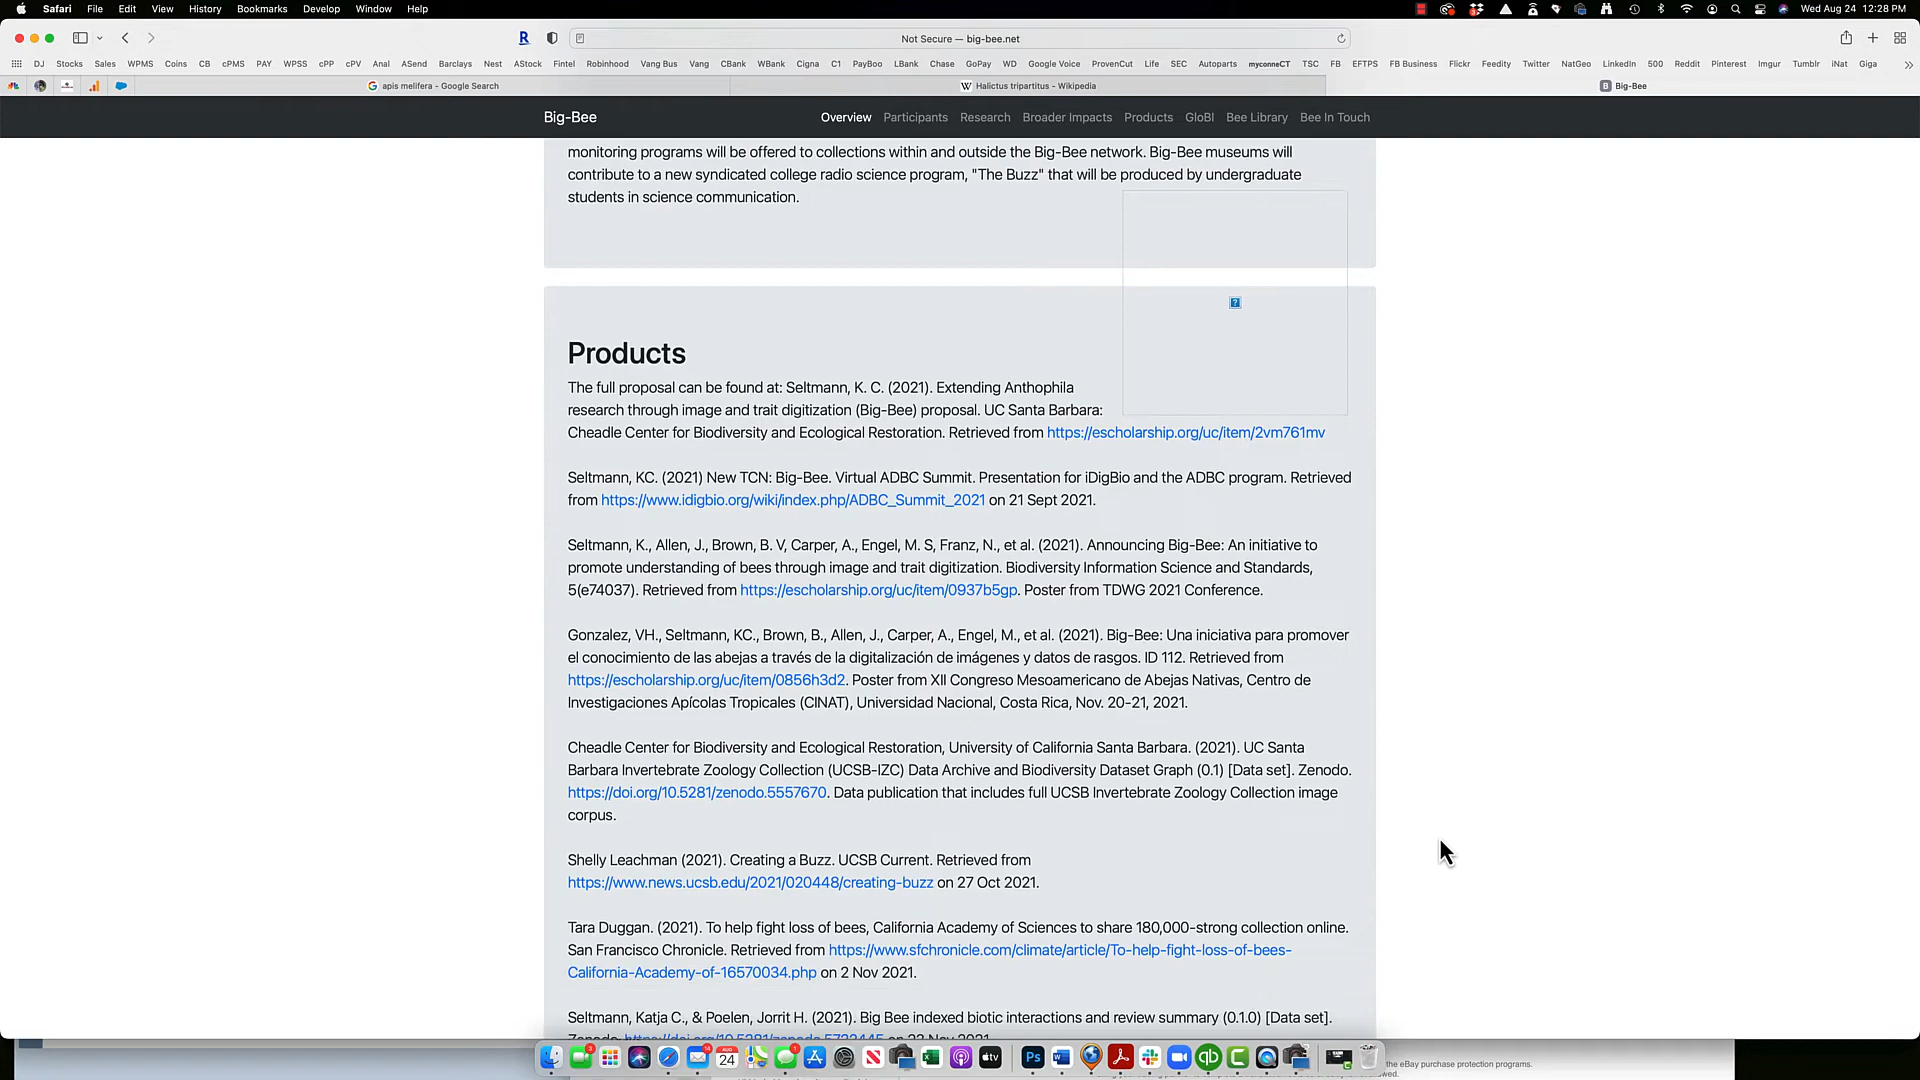 Safari File Edit View History Bookmarks Develop Window Help Wed Aug 24 12:28 PM
Not Secure — big-bee.net
DJ Stocks Sales WPMS Coins CB cPMS PAY WPSS cPP cPV Anal ASend Barclays Nest AStock Fintel Robinhood Vang Bus Vang CBank WBank Cigna C1 PayBoo LBank Chase GoPay WD Google Voice ProvenCut Life SEC Autoparts myconneCT TSC FB EFTPS FB Business Flickr Feedity Twitter NatGeo LinkedIn 500 Reddit Pinterest Imgur Tumblr iNat Giga
apis melifera - Google Search Halictus tripartitus - Wikipedia Big-Bee
Big-Bee Overview Participants Research Broader Impacts Products GloBI Bee Library Bee In Touch
monitoring programs will be offered to collections within and outside the Big-Bee network. Big-Bee museums will
contribute to a new syndicated college radio science program, "The Buzz" that will be produced by undergraduate
students in science communication.
Products
The full proposal can be found at: Seltmann, K. C. (2021). Extending Anthophila
research through image and trait digitization (Big-Bee) proposal. UC Santa Barbara:
Cheadle Center for Biodiversity and Ecological Restoration. Retrieved from https://escholarship.org/uc/item/2vm761mv
Seltmann, KC. (2021) New TCN: Big-Bee. Virtual ADBC Summit. Presentation for iDigBio and the ADBC program. Retrieved
from https://www.idigbio.org/wiki/index.php/ADBC_Summit_2021 on 21 Sept 2021.
Seltmann, K., Allen, J., Brown, B. V, Carper, A., Engel, M. S, Franz, N., et al. (2021). Announcing Big-Bee: An initiative to
promote understanding of bees through image and trait digitization. Biodiversity Information Science and Standards,
5(e74037). Retrieved from https://escholarship.org/uc/item/0937b5gp. Poster from TDWG 2021 Conference.
Gonzalez, VH., Seltmann, KC., Brown, B., Allen, J., Carper, A., Engel, M., et al. (2021). Big-Bee: Una iniciativa para promover
el conocimiento de las abejas a través de la digitalización de imágenes y datos de rasgos. ID 112. Retrieved from
https://escholarship.org/uc/item/0856h3d2. Poster from XII Congreso Mesoamericano de Abejas Nativas, Centro de
Investigaciones Apícolas Tropicales (CINAT), Universidad Nacional, Costa Rica, Nov. 20-21, 2021.
Cheadle Center for Biodiversity and Ecological Restoration, University of California Santa Barbara. (2021). UC Santa
Barbara Invertebrate Zoology Collection (UCSB-IZC) Data Archive and Biodiversity Dataset Graph (0.1) [Data set]. Zenodo.
https://doi.org/10.5281/zenodo.5557670. Data publication that includes full UCSB Invertebrate Zoology Collection image
corpus.
Shelly Leachman (2021). Creating a Buzz. UCSB Current. Retrieved from
https://www.news.ucsb.edu/2021/020448/creating-buzz on 27 Oct 2021.
Tara Duggan. (2021). To help fight loss of bees, California Academy of Sciences to share 180,000-strong collection online.
San Francisco Chronicle. Retrieved from https://www.sfchronicle.com/climate/article/To-help-fight-loss-of-bees-
California-Academy-of-16570034.php on 2 Nov 2021.
Seltmann, Katja C., & Poelen, Jorrit H. (2021). Big Bee indexed biotic interactions and review summary (0.1.0) [Data set].
the eBay purchase protection programs.